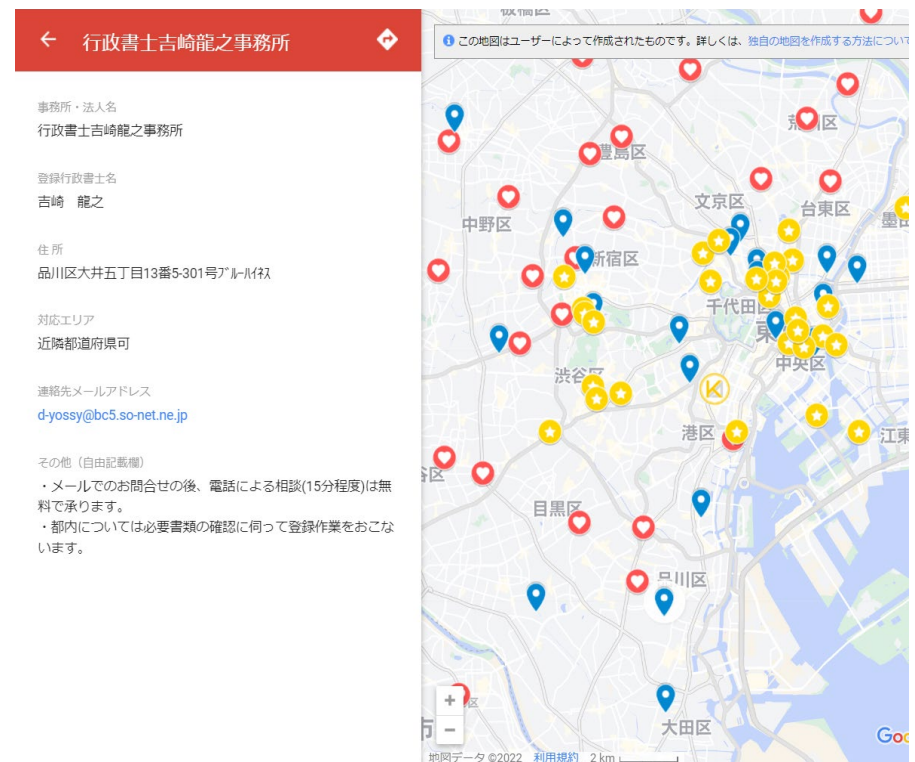 行政書士吉崎龍之事務所
事務所・法人名
行政書士吉崎龍之事務所
登録行政書士名
吉崎　龍之
住所
品川区大井五丁目13番5-301号ﾌﾞﾙｰﾊｲﾈｽ
対応エリア
近隣都道府県可
連絡先メールアドレス
d-yossy@bc5.so-net.ne.jp
その他（自由記載欄）
・メールでのお問合せの後、電話による相談(15分程度)は無
料で承ります。
・都内については必要書類の確認に伺って登録作業をおこな
います。
板橋区
この地図はユーザーによって作成されたものです。詳しくは、独自の地図を作成する方法について
荒川区
豊島区
文京区
台東区
墨田
中野区
新宿区
千代田区
東
中央区
渋谷区
港区
江東
谷区
目黒区
品川区
大田区
市
+
−
地図データ ©2022
利用規約
2 km
Goo